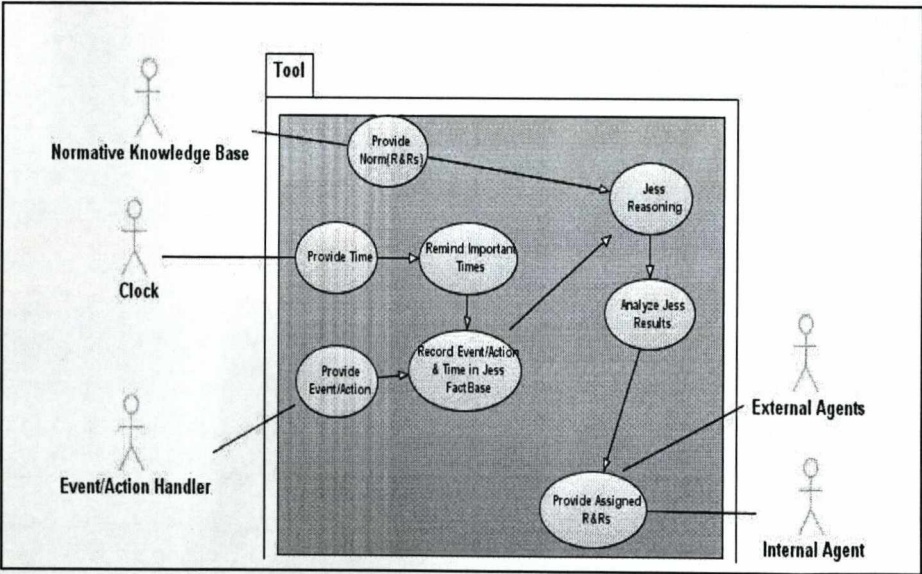 Tool
Provide
Norm(R&Rs)
Normative Knowledge Base
Jess
Reasoning
Clock
Provide Time
Remind Important
Times
Analyze Jess
Results
Provide
Event/Action
Record Event/Action
& Time in Jess
FactBase
External Agents
Event/Action Handler
Provide Assigned
R&Rs
Internal Agent